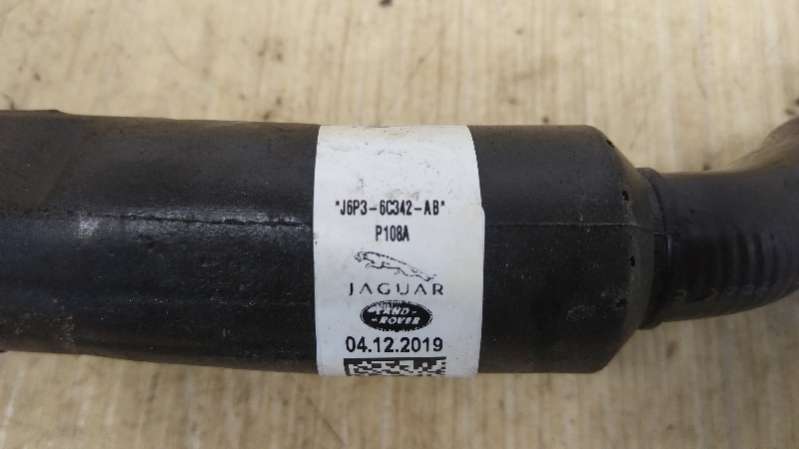 "J6P3-6C342-AB"
P108A
JAGUAR
LAND-
-ROVER
04.12.2019